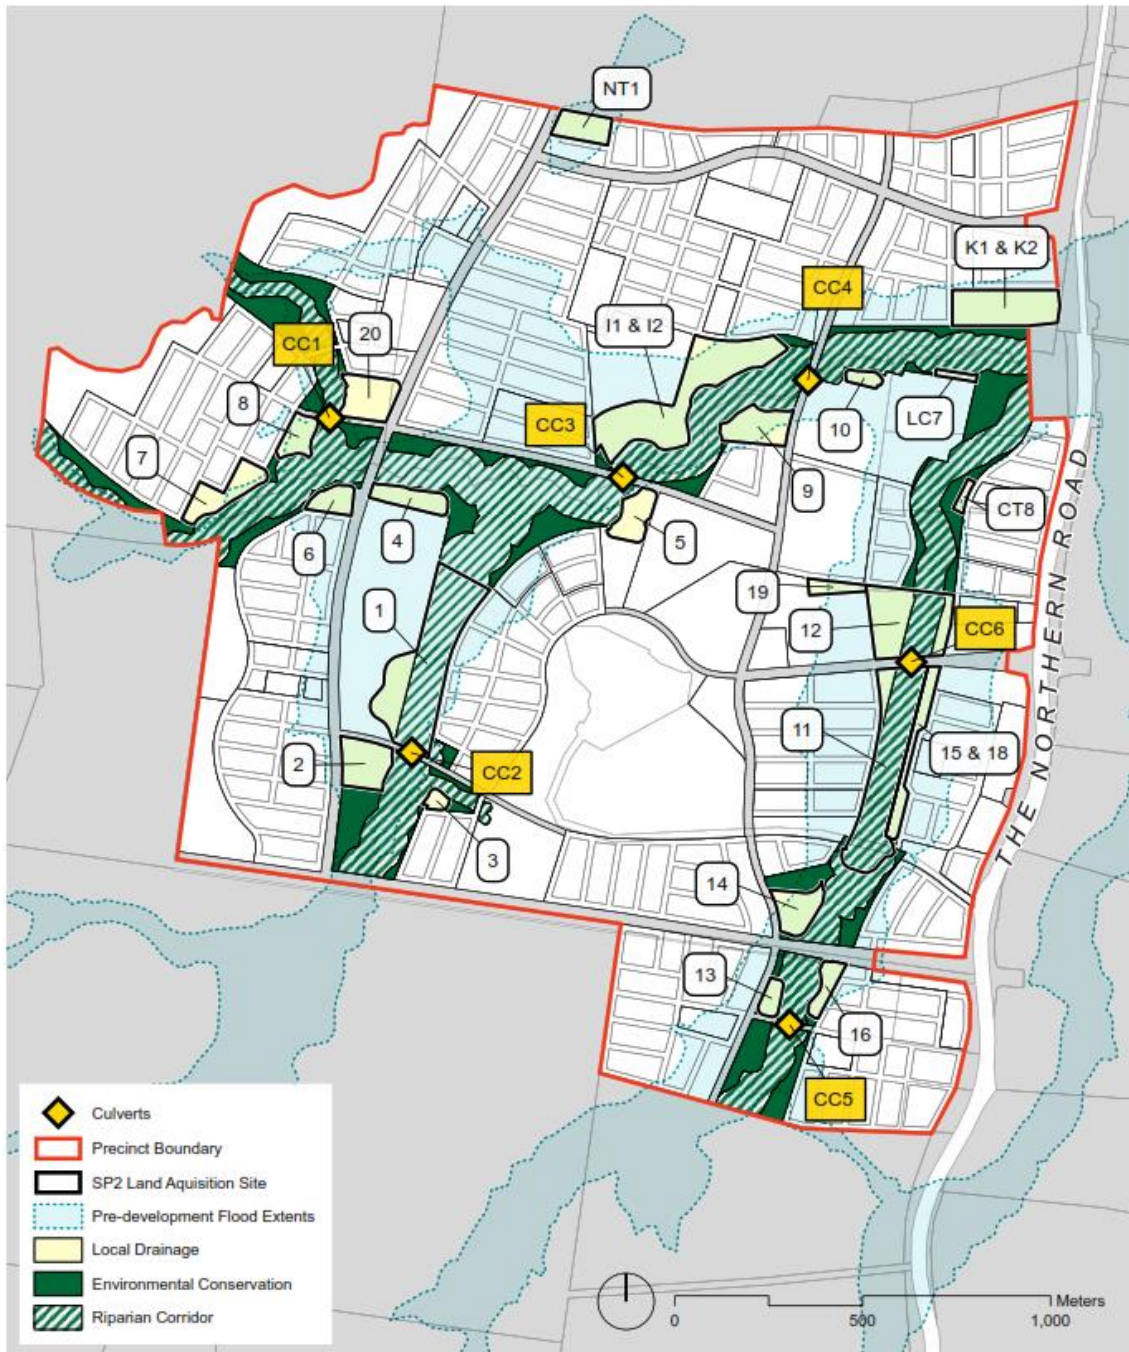 NT1
K1 & K2
CC4
I1 & I2
20
CC1
8
CC3
7
10
LC7
9
CT8
6
4
5
19
1
12
CC6
THE NORTHERN ROAD
11
15 & 18
2
CC2
3
14
13
16
CC5
Culverts
Precinct Boundary
SP2 Land Aquisition Site
Pre-development Flood Extents
Local Drainage
Environmental Conservation
Riparian Corridor
Meters
0 500 1,000